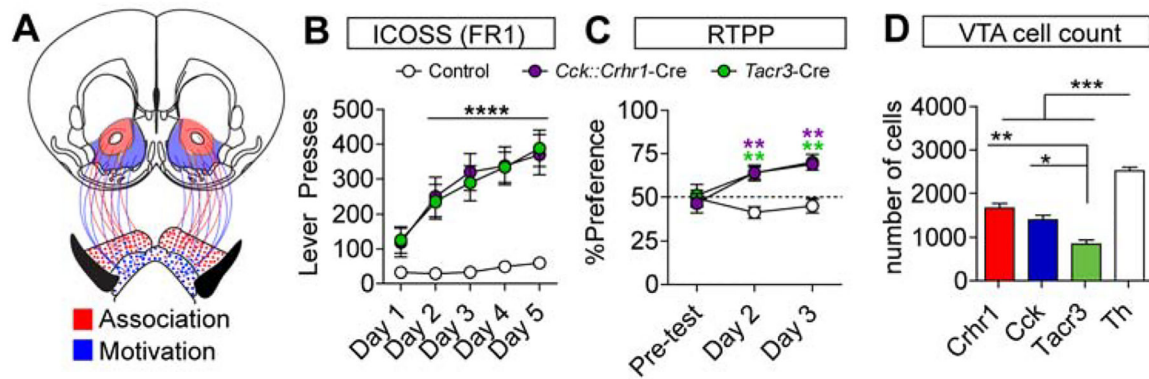 A
B
ICOSS (FR1)
C
RTPP
D
VTA cell count
Control
Cck::Crhr1-Cre
Tacr3-Cre
Association
Motivation
Lever Presses
500
400
300
200
100
0
****
Day 1
Day 2
Day 3
Day 4
Day 5
%Preference
100
75
50
25
0
**
**
**
**
Pre-test
Day 2
Day 3
number of cells
4000
3000
2000
1000
0
***
**
*
Crhr1
Cck
Tacr3
Th